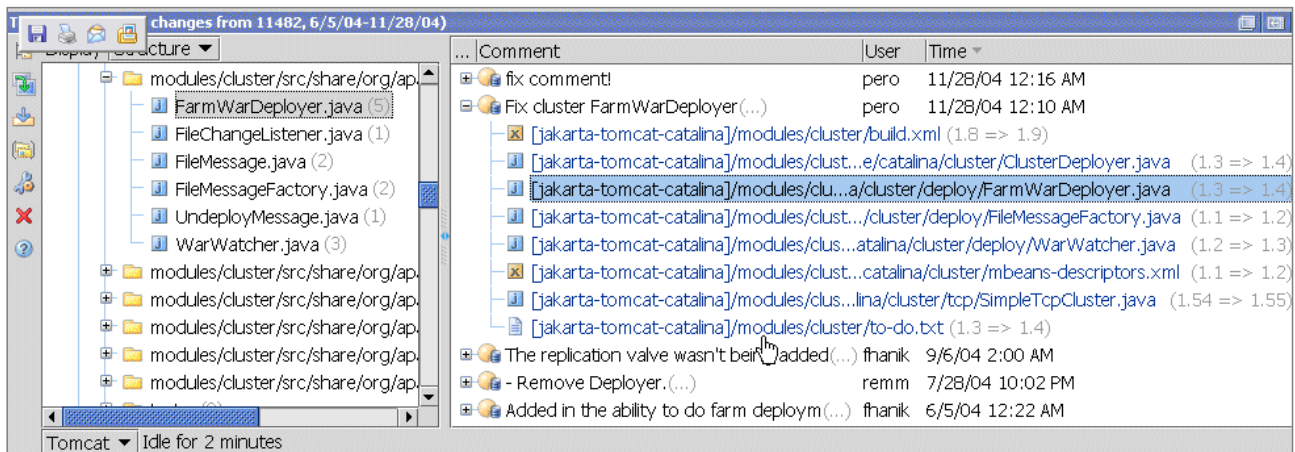 T changes from 11482, 6/5/04-11/28/04)
Display Structure
modules/cluster/src/share/org/ap
FarmWarDeployer.java (5)
FileChangeListener.java (1)
FileMessage.java (2)
FileMessageFactory.java (2)
UndeployMessage.java (1)
WarWatcher.java (3)
modules/cluster/src/share/org/ap
modules/cluster/src/share/org/ap
modules/cluster/src/share/org/ap
modules/cluster/src/share/org/ap
modules/cluster/src/share/org/ap
... Comment User Time
fix comment! pero 11/28/04 12:16 AM
Fix cluster FarmWarDeployer(...) pero 11/28/04 12:10 AM
[jakarta-tomcat-catalina]/modules/cluster/build.xml (1.8 => 1.9)
[jakarta-tomcat-catalina]/modules/clust...e/catalina/cluster/ClusterDeployer.java (1.3 => 1.4)
[jakarta-tomcat-catalina]/modules/clu...a/cluster/deploy/FarmWarDeployer.java (1.3 => 1.4)
[jakarta-tomcat-catalina]/modules/clust.../cluster/deploy/FileMessageFactory.java (1.1 => 1.2)
[jakarta-tomcat-catalina]/modules/clus...atalina/cluster/deploy/WarWatcher.java (1.2 => 1.3)
[jakarta-tomcat-catalina]/modules/clust...catalina/cluster/mbeans-descriptors.xml (1.1 => 1.2)
[jakarta-tomcat-catalina]/modules/clus...lina/cluster/tcp/SimpleTcpCluster.java (1.54 => 1.55)
[jakarta-tomcat-catalina]/modules/cluster/to-do.txt (1.3 => 1.4)
The replication valve wasn't being added(...) fhanik 9/6/04 2:00 AM
- Remove Deployer.(...) remm 7/28/04 10:02 PM
Added in the ability to do farm deploym(...) fhanik 6/5/04 12:22 AM
Tomcat Idle for 2 minutes